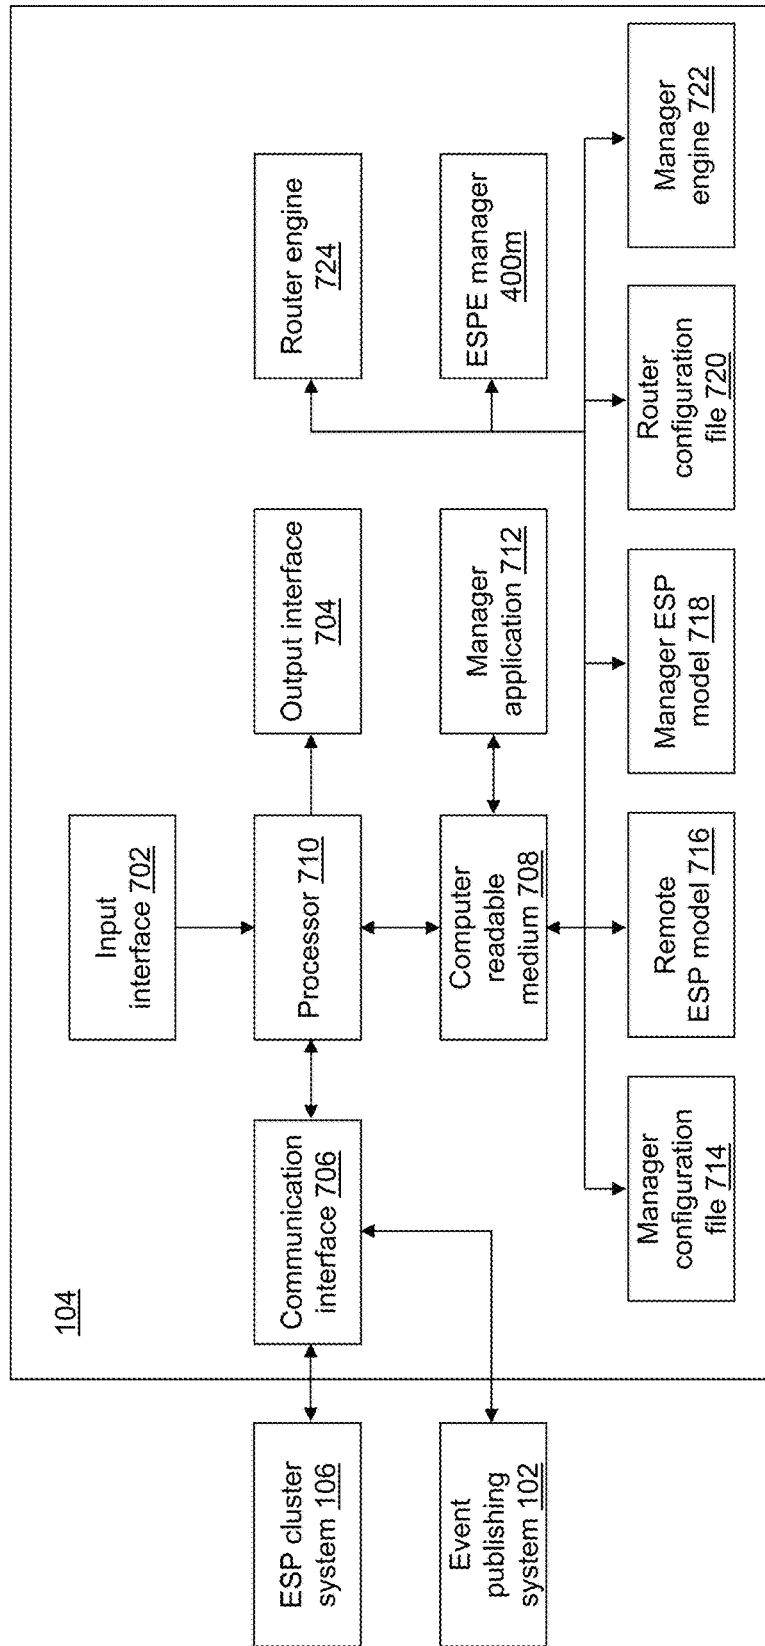 104
Input
interface 702
Processor 710
Output interface
704
Router engine
724
Communication
interface 706
ESP cluster
system 106
Event
publishing
system 102
Computer
readable
medium 708
Manager
application 712
ESPE manager
400m
Manager
configuration
file 714
Remote
ESP model 716
Manager ESP
model 718
Router
configuration
file 720
Manager
engine 722